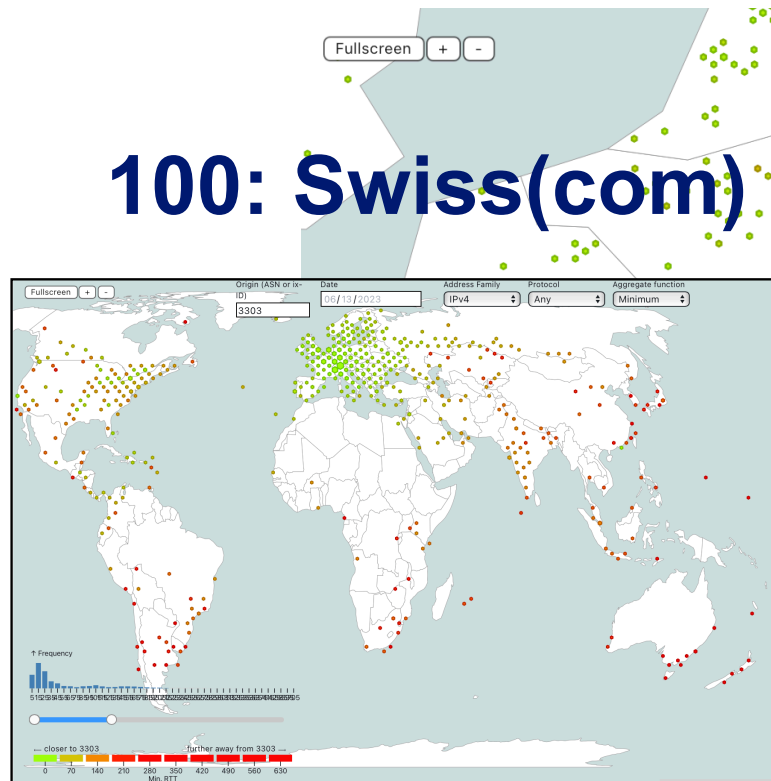 Fullscreen + -
100: Swiss(com)
Fullscreen + -
Origin (ASN or ix-
ID)
3303
Date
06/13/2023
Address Family
IPv4
Protocol
Any
Aggregate function
Minimum
↑ Frequency
← closer to 3303
further away from 3303 →
0 70 140 210 280 350 420 490 560 630
Min. RTT